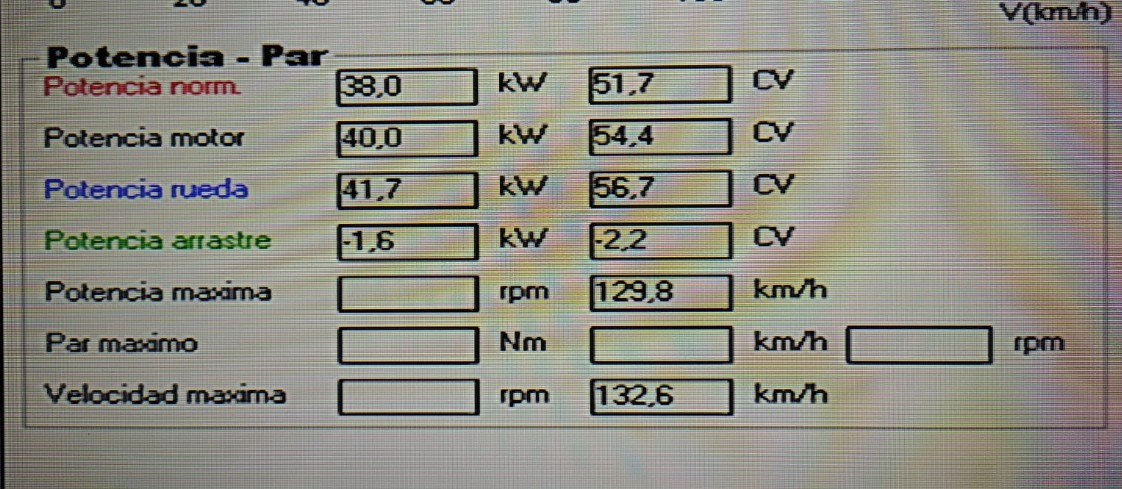 V(km/h)
Potencia - Par
Potencia norm. 38,0 kW 51,7 CV
Potencia motor 40,0 kW 54,4 CV
Potencia rueda 41,7 kW 56,7 CV
Potencia arrastre -1,6 kW -2,2 CV
Potencia maxima rpm 129,8 km/h
Par maximo Nm km/h rpm
Velocidad maxima rpm 132,6 km/h